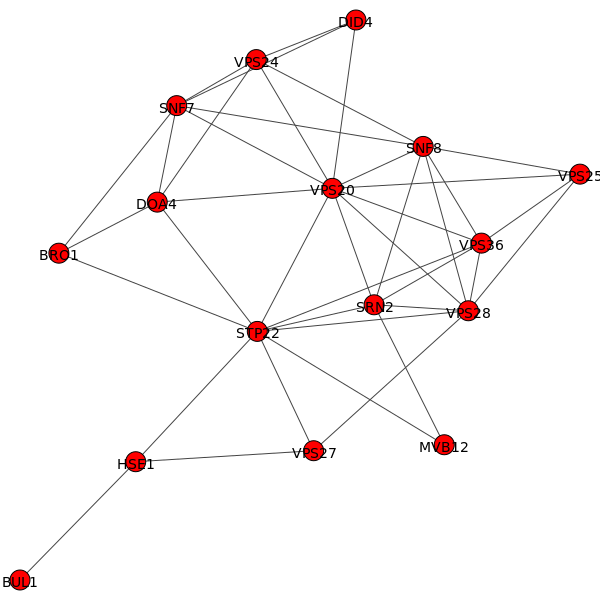 DID4
VPS24
SNF7
SNF8
VPS25
VPS20
DOA4
VPS36
BRO1
SRN2
VPS28
STP22
MVB12
VPS27
HSE1
BUL1